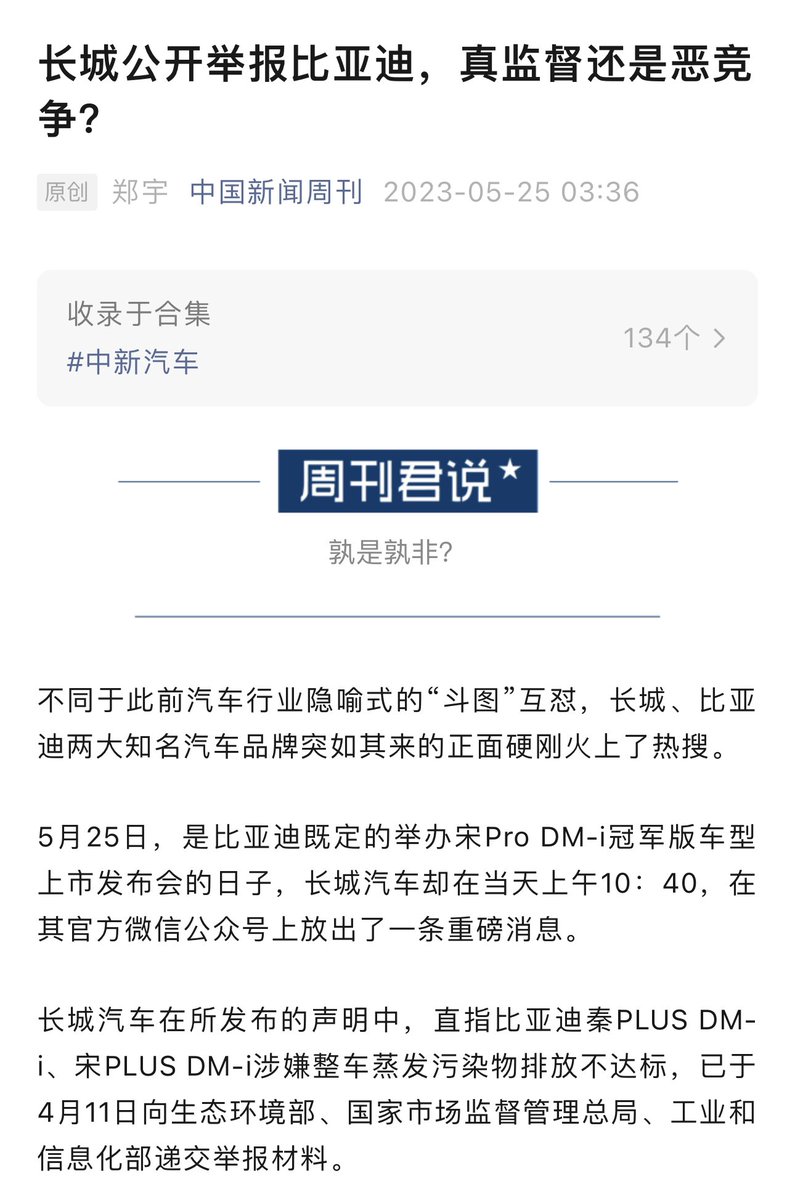 长城公开举报比亚迪，真监督还是恶竞
争?
原创 郑宇 中国新闻周刊 2023-05-25 03:36
收录于合集
#中新汽车
134个
周刊君说
孰是孰非?
不同于此前汽车行业隐喻式的“斗图”互怼，长城、比亚
迪两大知名汽车品牌突如其来的正面硬刚火上了热搜。
5月25日，是比亚迪既定的举办宋Pro DM-i冠军版车型
上市发布会的日子，长城汽车却在当天上午10：40，在
其官方微信公众号上放出了一条重磅消息。
长城汽车在所发布的声明中，直指比亚迪秦PLUS DM-
i、宋PLUS DM-i涉嫌整车蒸发污染物排放不达标，已于
4月11日向生态环境部、国家市场监督管理总局、工业和
信息化部递交举报材料。